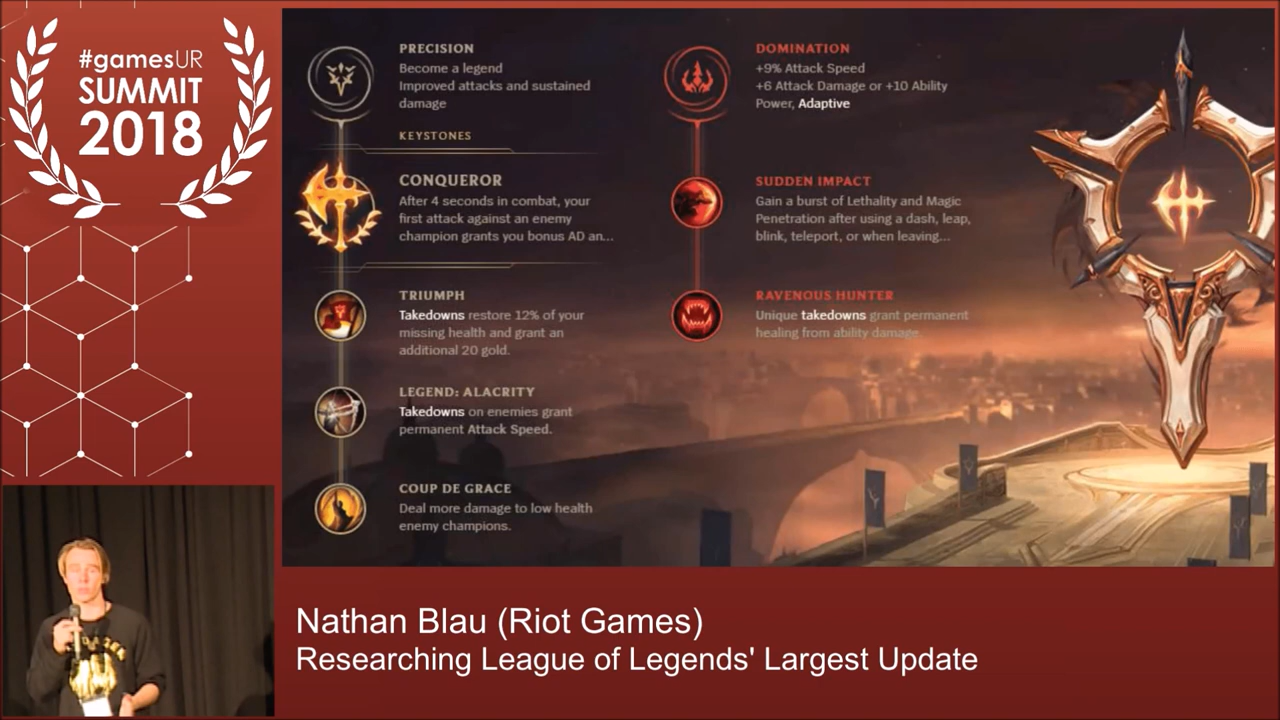 #gamesUR
SUMMIT
2018
PRECISION
Become a legend
Improved attacks and sustained
damage
KEYSTONES
CONQUEROR
After 4 seconds in combat, your
first attack against an enemy
champion grants you bonus AD an...
TRIUMPH
Takedowns restore 12% of your
missing health and grant an
additional 20 gold.
LEGEND: ALACRITY
Takedowns on enemies grant
permanent Attack Speed.
COUP DE GRACE
Deal more damage to low health
enemy champions.
DOMINATION
+9% Attack Speed
+6 Attack Damage or +10 Ability
Power, Adaptive
SUDDEN IMPACT
Gain a burst of Lethality and Magic
Penetration after using a dash, leap,
blink, teleport, or when leaving...
RAVENOUS HUNTER
Unique takedowns grant permanent
healing from ability damage.
Nathan Blau (Riot Games)
Researching League of Legends' Largest Update